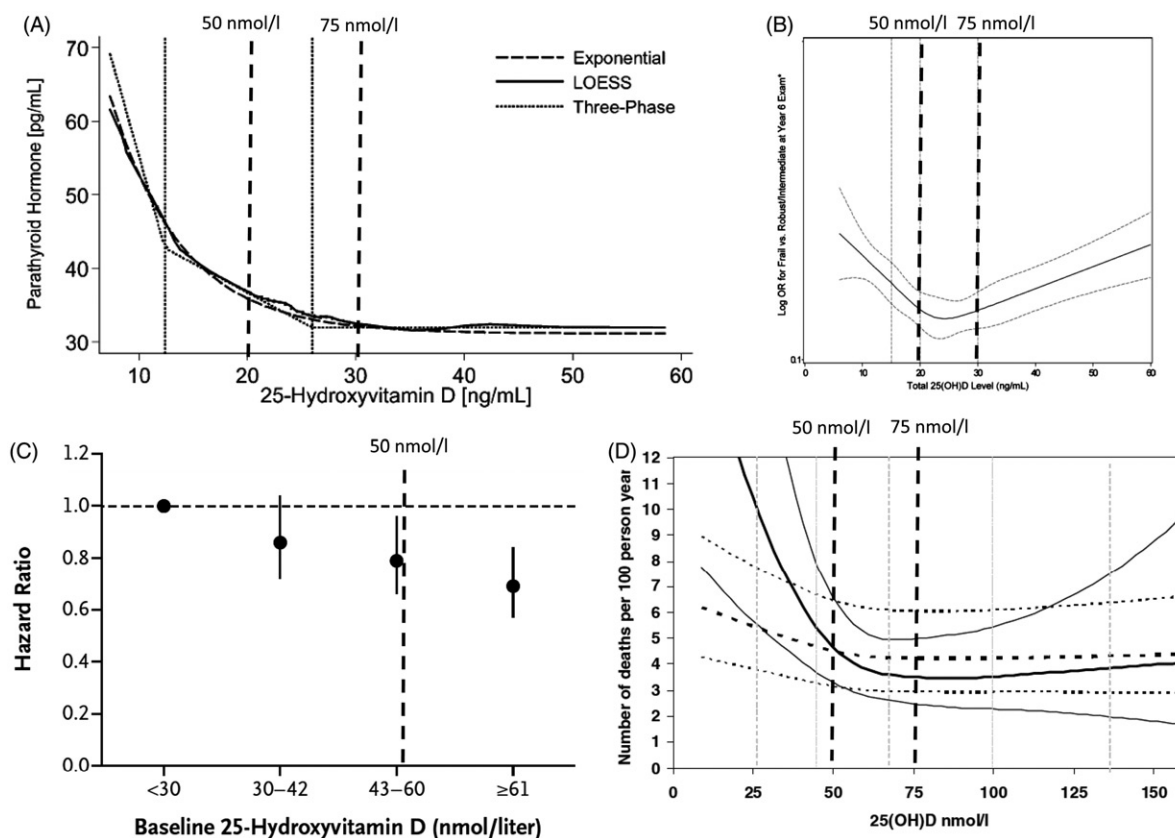 (A)
50 nmol/l
75 nmol/l
70
60
50
40
30
Parathyroid Hormone [pg/mL]
Exponential
LOESS
Three-Phase
10
20
30
40
50
60
25-Hydroxyvitamin D [ng/mL]
(B)
50 nmol/l
75 nmol/l
Log OR for Frail vs. Robust/Intermediate at Year 6 Exam*
0.1
0
10
20
30
40
50
60
Total 25(OH)D Level (ng/mL)
(C)
50 nmol/l
1.2
1.0
0.8
0.6
0.4
0.2
0.0
Hazard Ratio
<30
30–42
43–60
≥61
Baseline 25-Hydroxyvitamin D (nmol/liter)
(D)
50 nmol/l
75 nmol/l
12
11
10
9
8
7
6
5
4
3
2
1
0
Number of deaths per 100 person year
0
25
50
75
100
125
150
25(OH)D nmol/l